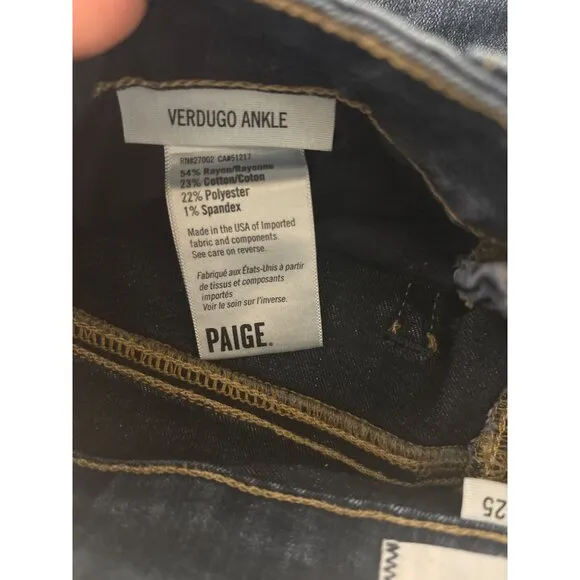 VERDUGO ANKLE
RN#27002 CA#51217
54% Rayon/Rayonne
23% Cotton/Coton
22% Polyester
1% Spandex
Made in the USA of Imported
fabric and components.
See care on reverse.
Fabriqué aux États-Unis à partir
de tissus et composants
importés
Voir le soin sur l'inverse.
PAIGE.
25